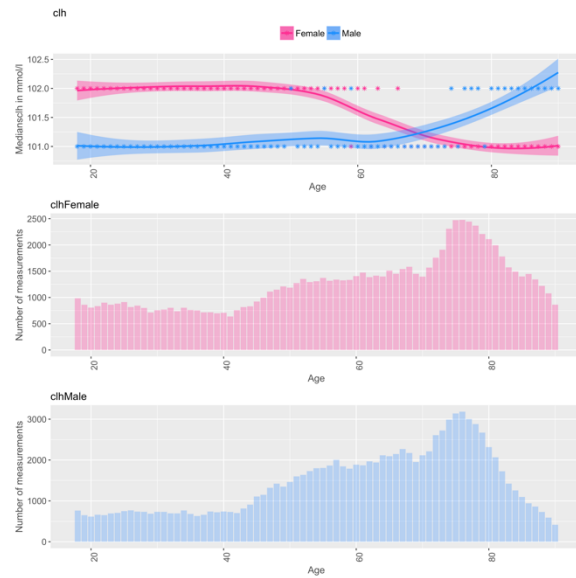 clh
Female Male
Mediansclh in mmol/l
102.5
102.0
101.5
101.0
20 40 60 80
Age
clhFemale
Number of measurements
2500
2000
1500
1000
500
0
20 40 60 80
Age
clhMale
Number of measurements
3000
2000
1000
0
20 40 60 80
Age